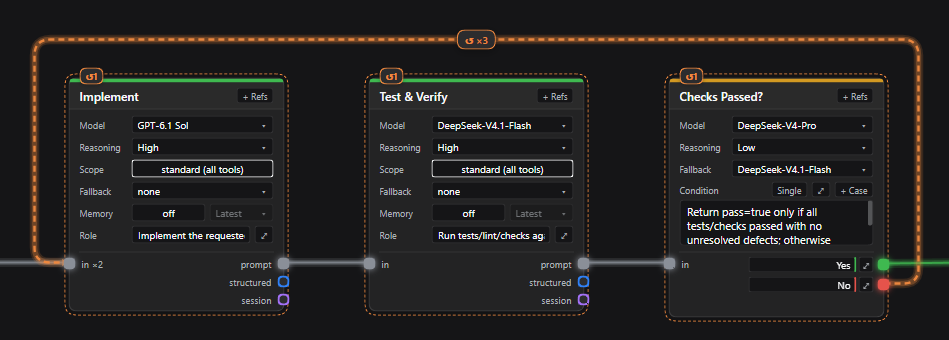 ↺ ×3
↺1
Implement
+ Refs
Model
GPT-6.1 Sol
Reasoning
High
Scope
standard (all tools)
Fallback
none
Memory
off
Latest
Role
Implement the requeste
in ×2
prompt
structured
session
↺1
Test & Verify
+ Refs
Model
DeepSeek-V4.1-Flash
Reasoning
High
Scope
standard (all tools)
Fallback
none
Memory
off
Latest
Role
Run tests/lint/checks ag
in
prompt
structured
session
↺1
Checks Passed?
+ Refs
Model
DeepSeek-V4-Pro
Reasoning
Low
Fallback
DeepSeek-V4.1-Flash
Condition
Single
+ Case
Return pass=true only if all
tests/checks passed with no
unresolved defects; otherwise
in
Yes
No